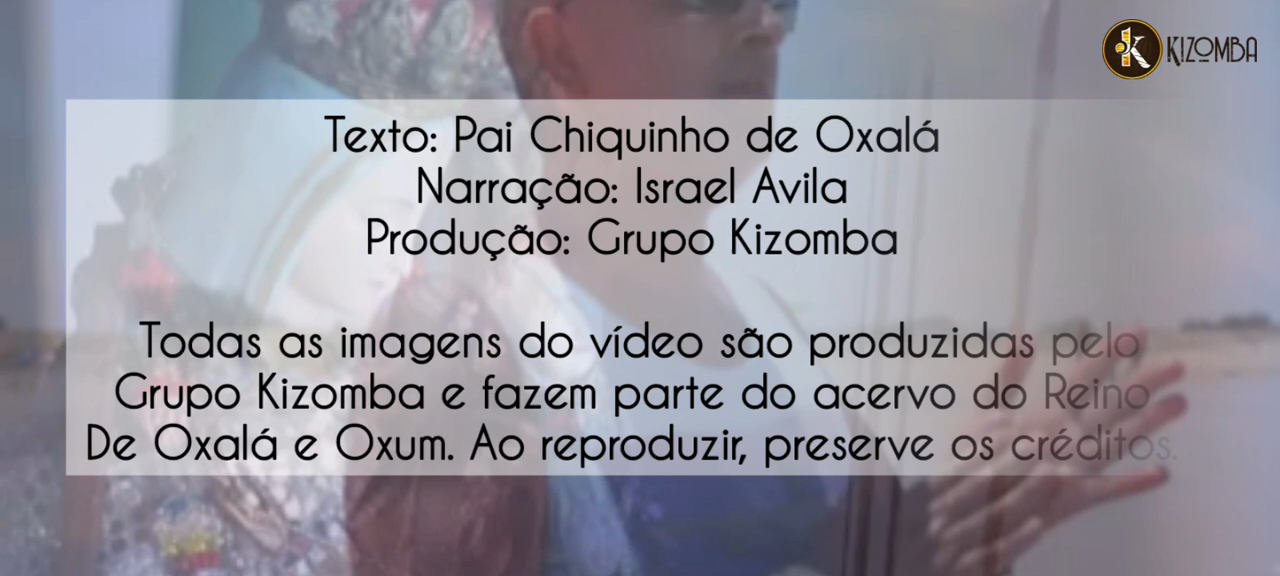 KIZOMBA
Texto: Pai Chiquinho de Oxalá
Narração: Israel Avila
Produção: Grupo Kizomba
Todas as imagens do vídeo são produzidas pelo
Grupo Kizomba e fazem parte do acervo do Reino
De Oxalá e Oxum. Ao reproduzir, preserve os créditos.